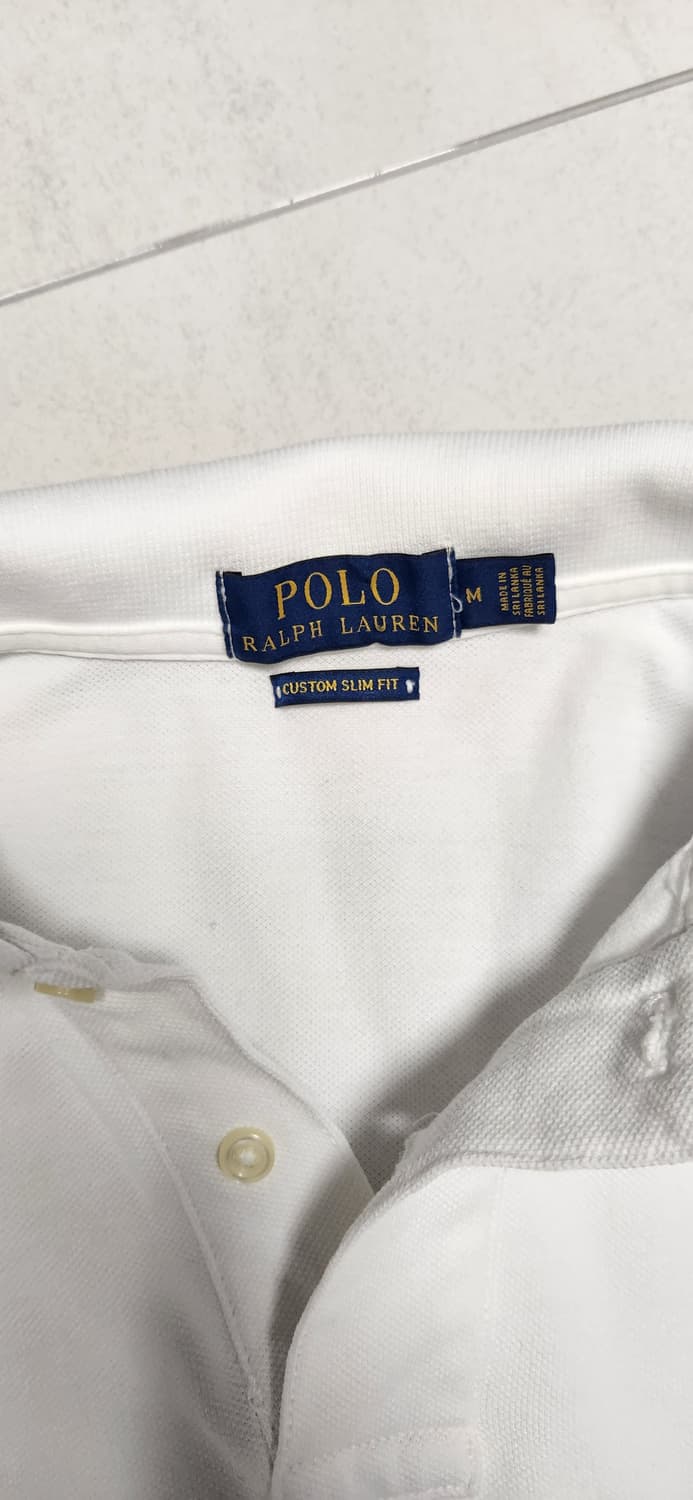 POLO
RALPH LAUREN
M
MADE IN
SRI LANKA
FABRIQUÉ AU
SRI LANKA
CUSTOM SLIM FIT